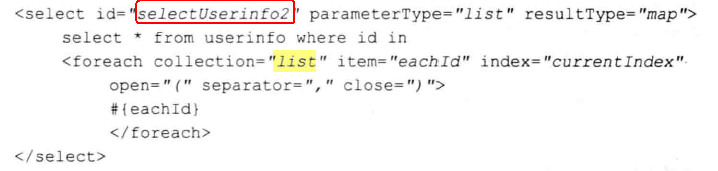 <select id="selectUserinfo2" parameterType="list" resultType="map">
select * from userinfo where id in
<foreach collection="list" item="eachId" index="currentIndex"
open="(" separator="," close=")">
#{eachId}
</foreach>
</select>